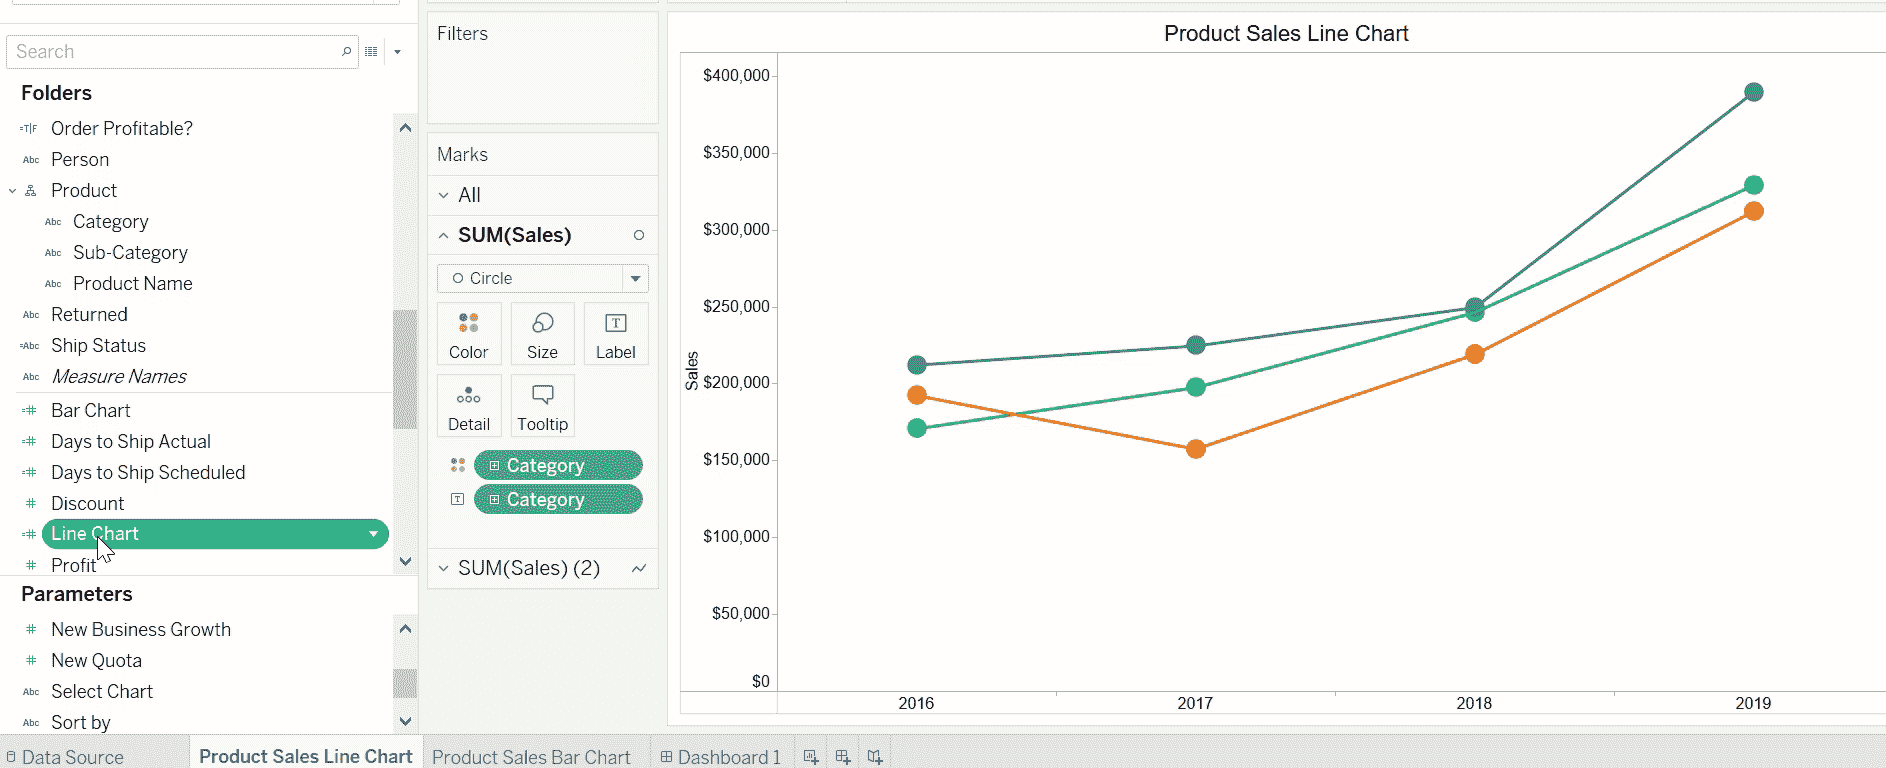 Search
Folders
=T|F Order Profitable?
Abc Person
Product
Abc Category
Abc Sub-Category
Abc Product Name
Abc Returned
=Abc Ship Status
Abc Measure Names
=# Bar Chart
=# Days to Ship Actual
=# Days to Ship Scheduled
# Discount
=# Line Chart
# Profit
Parameters
# New Business Growth
# New Quota
Abc Select Chart
Abc Sort by
Filters
Marks
All
SUM(Sales)
Circle
Color Size T Label
Detail Tooltip
Category
T Category
SUM(Sales) (2)
Product Sales Line Chart
$400,000
$350,000
$300,000
$250,000
$200,000
$150,000
$100,000
$50,000
$0
Sales
2016 2017 2018 2019
Data Source Product Sales Line Chart Product Sales Bar Chart Dashboard 1